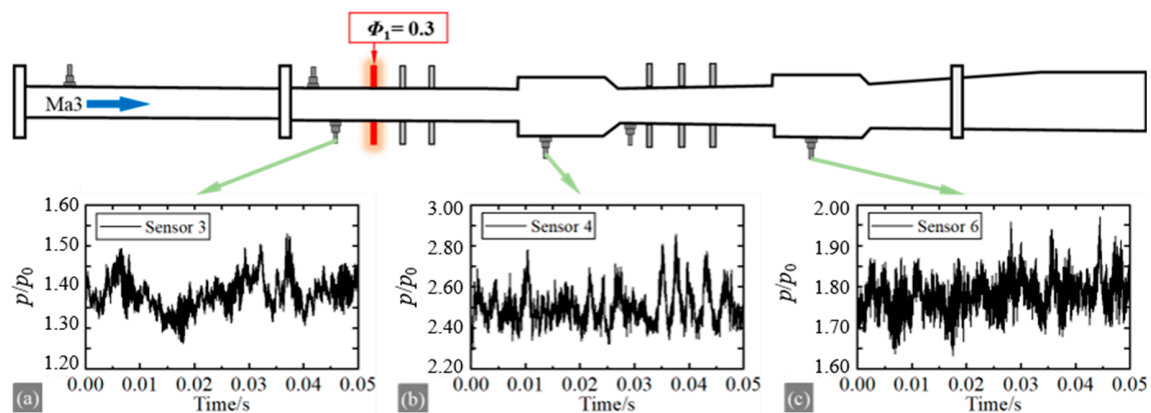 Φ₁= 0.3
Ma3
1.60
1.50
1.40
1.30
1.20
p/p₀
Sensor 3
0.00 0.01 0.02 0.03 0.04 0.05
Time/s
(a)
3.00
2.80
2.60
2.40
2.20
p/p₀
Sensor 4
0.00 0.01 0.02 0.03 0.04 0.05
Time/s
(b)
2.00
1.90
1.80
1.70
1.60
p/p₀
Sensor 6
0.00 0.01 0.02 0.03 0.04 0.05
Time/s
(c)